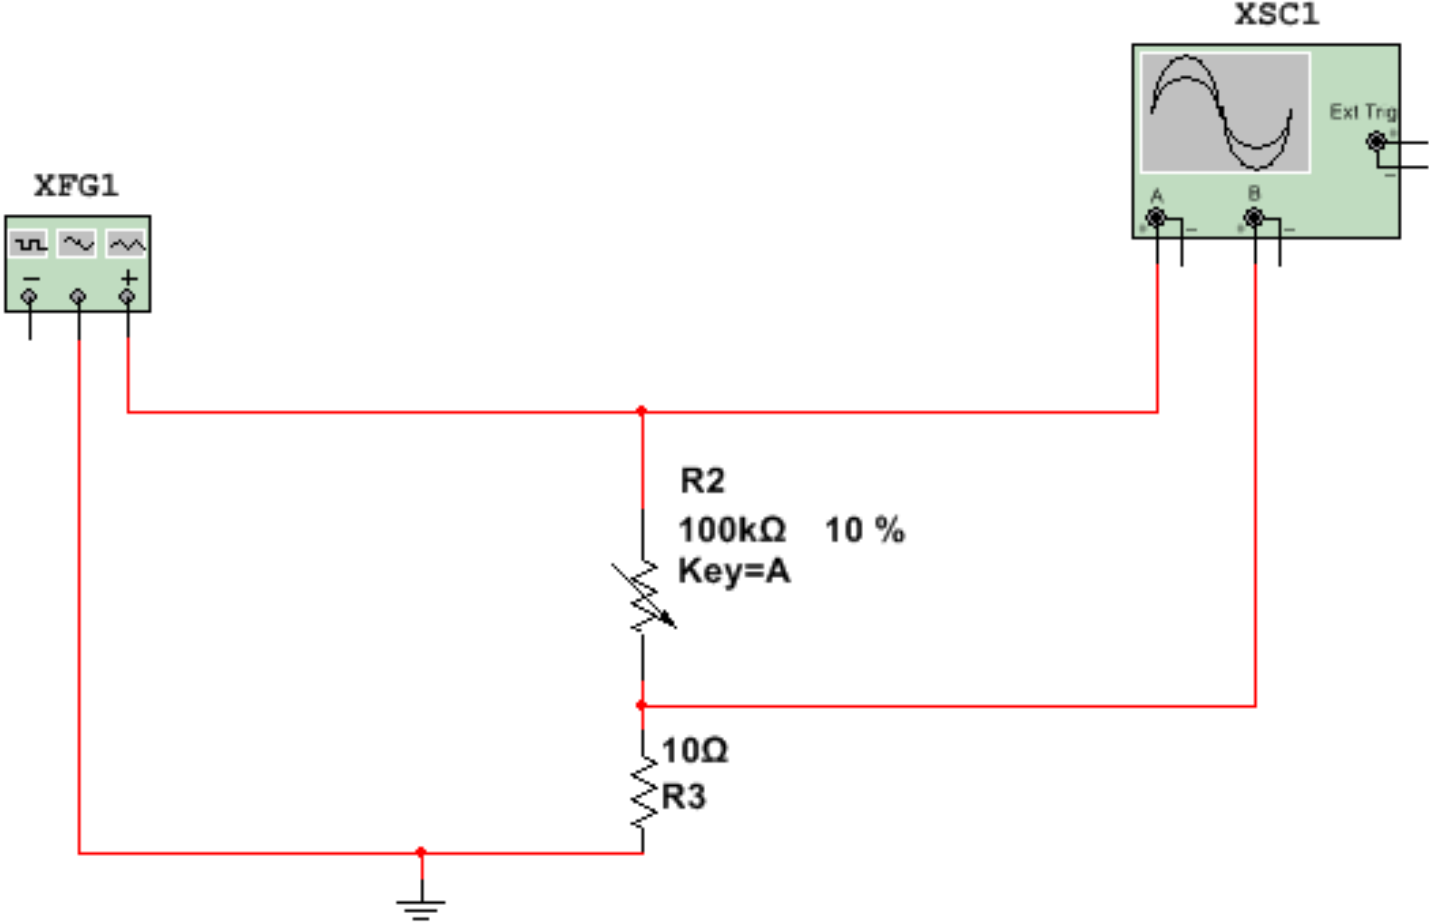 XSC1
Ext Trig
+
–
A
B
+ –
+ –
XFG1
– +
R2
100kΩ 10 %
Key=A
10Ω
R3